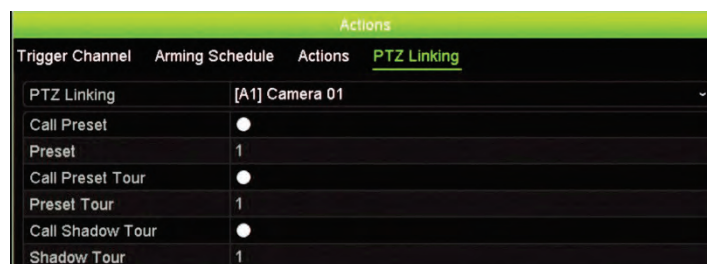 Actions
Trigger Channel Arming Schedule Actions PTZ Linking
PTZ Linking [A1] Camera 01
Call Preset
Preset 1
Call Preset Tour
Preset Tour 1
Call Shadow Tour
Shadow Tour 1